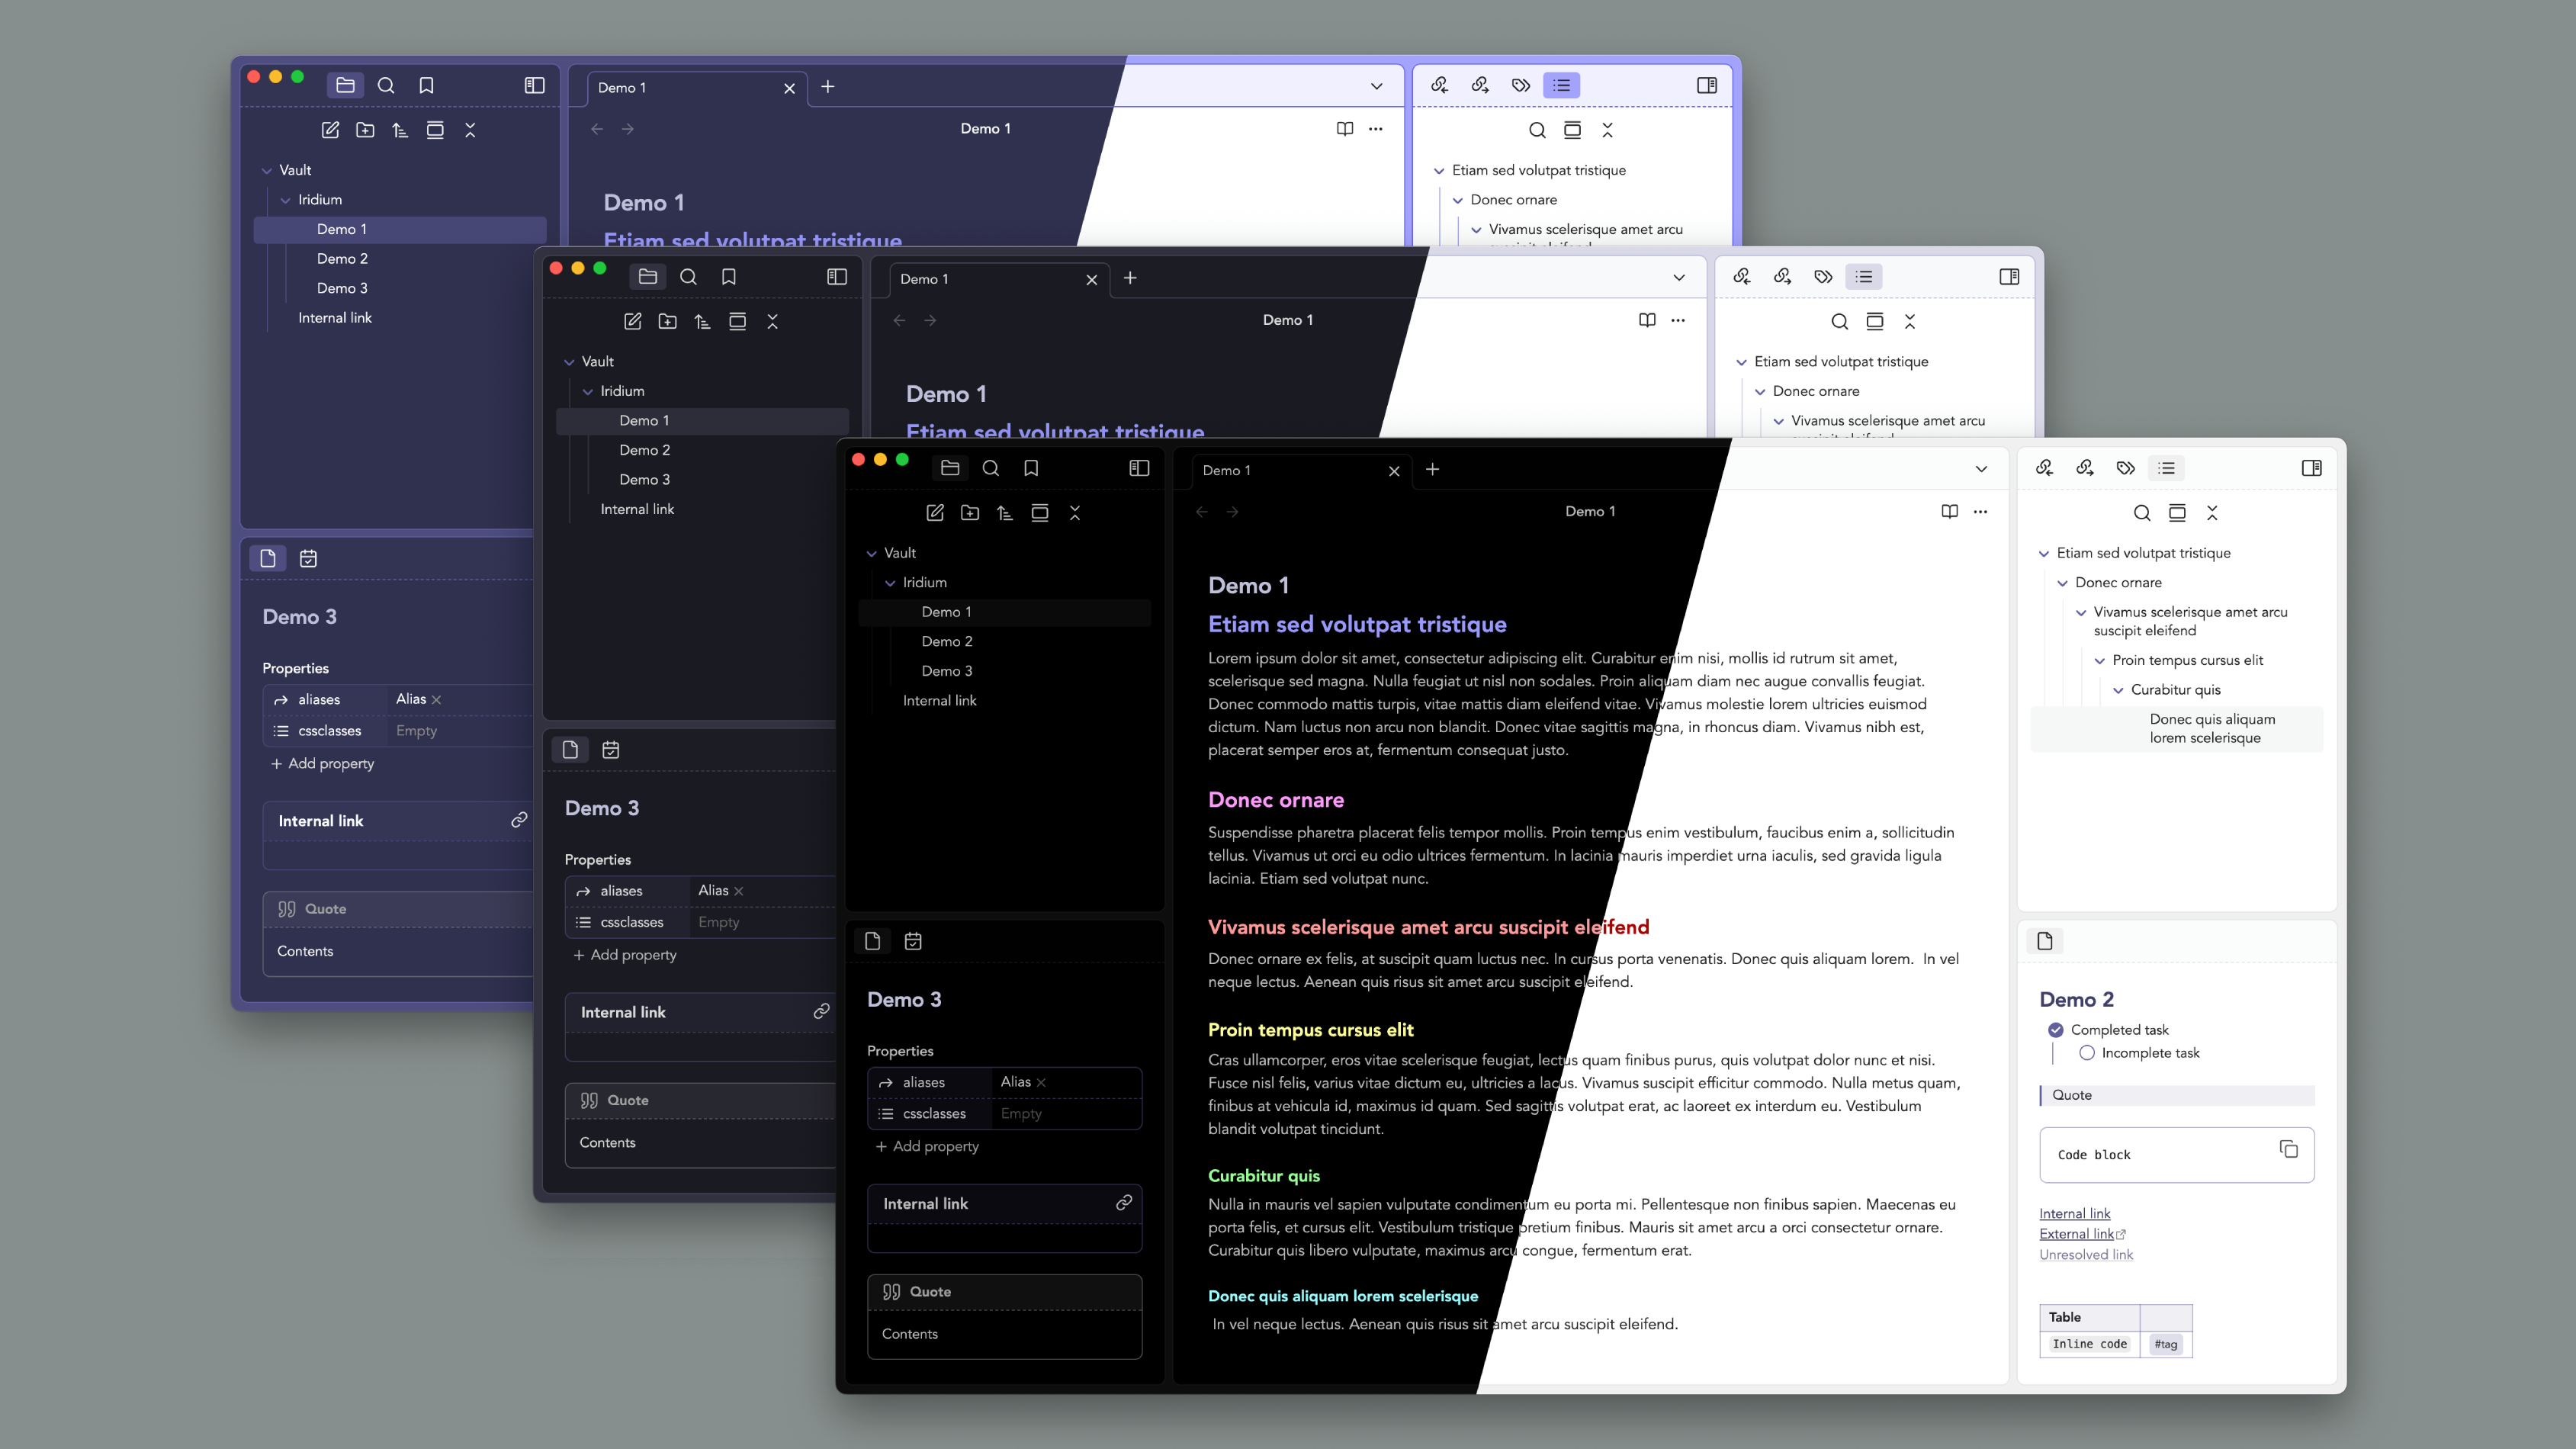 Demo 1
Demo 1
Vault
Iridium
Demo 1
Demo 2
Demo 3
Internal link
Demo 1
Etiam sed volutpat tristique
Etiam sed volutpat tristique
Donec ornare
Vivamus scelerisque amet arcu
suscipit eleifend
Demo 3
Properties
aliases Alias
cssclasses Empty
Add property
Internal link
Quote
Contents
Demo 1
Demo 1
Vault
Iridium
Demo 1
Demo 2
Demo 3
Internal link
Demo 1
Etiam sed volutpat tristique
Etiam sed volutpat tristique
Donec ornare
Vivamus scelerisque amet arcu
suscipit eleifend
Demo 3
Properties
aliases Alias
cssclasses Empty
Add property
Internal link
Quote
Contents
Demo 1
Demo 1
Vault
Iridium
Demo 1
Demo 2
Demo 3
Internal link
Demo 3
Properties
aliases Alias
cssclasses Empty
Add property
Internal link
Quote
Contents
Demo 1
Etiam sed volutpat tristique
Lorem ipsum dolor sit amet, consectetur adipiscing elit. Curabitur enim nisi, mollis id rutrum sit amet,
scelerisque sed magna. Nulla feugiat ut nisl non sodales. Proin aliquam diam nec augue convallis feugiat.
Donec commodo mattis turpis, vitae mattis diam eleifend vitae. Vivamus molestie lorem ultricies euismod
dictum. Nam luctus non arcu non blandit. Donec vitae sagittis magna, in rhoncus diam. Vivamus nibh est,
placerat semper eros at, fermentum consequat justo.
Donec ornare
Suspendisse pharetra placerat felis tempor mollis. Proin tempus enim vestibulum, faucibus enim a, sollicitudin
tellus. Vivamus ut orci eu odio ultrices fermentum. In lacinia mauris imperdiet urna iaculis, sed gravida ligula
lacinia. Etiam sed volutpat nunc.
Vivamus scelerisque amet arcu suscipit eleifend
Donec ornare ex felis, at suscipit quam luctus nec. In cursus porta venenatis. Donec quis aliquam lorem.  In vel
neque lectus. Aenean quis risus sit amet arcu suscipit eleifend.
Proin tempus cursus elit
Cras ullamcorper, eros vitae scelerisque feugiat, lectus quam finibus purus, quis volutpat dolor nunc et nisi.
Fusce nisl felis, varius vitae dictum eu, ultricies a lacus. Vivamus suscipit efficitur commodo. Nulla metus quam,
finibus at vehicula id, maximus id quam. Sed sagittis volutpat erat, ac laoreet ex interdum eu. Vestibulum
blandit volutpat tincidunt.
Curabitur quis
Nulla in mauris vel sapien vulputate condimentum eu porta mi. Pellentesque non finibus sapien. Maecenas eu
porta felis, et cursus elit. Vestibulum tristique pretium finibus. Mauris sit amet arcu a orci consectetur ornare.
Curabitur quis libero vulputate, maximus arcu congue, fermentum erat.
Donec quis aliquam lorem scelerisque
In vel neque lectus. Aenean quis risus sit amet arcu suscipit eleifend.
Etiam sed volutpat tristique
Donec ornare
Vivamus scelerisque amet arcu
suscipit eleifend
Proin tempus cursus elit
Curabitur quis
Donec quis aliquam
lorem scelerisque
Demo 2
Completed task
Incomplete task
Quote
Code block
Internal link
External link
Unresolved link
Table
Inline code #tag